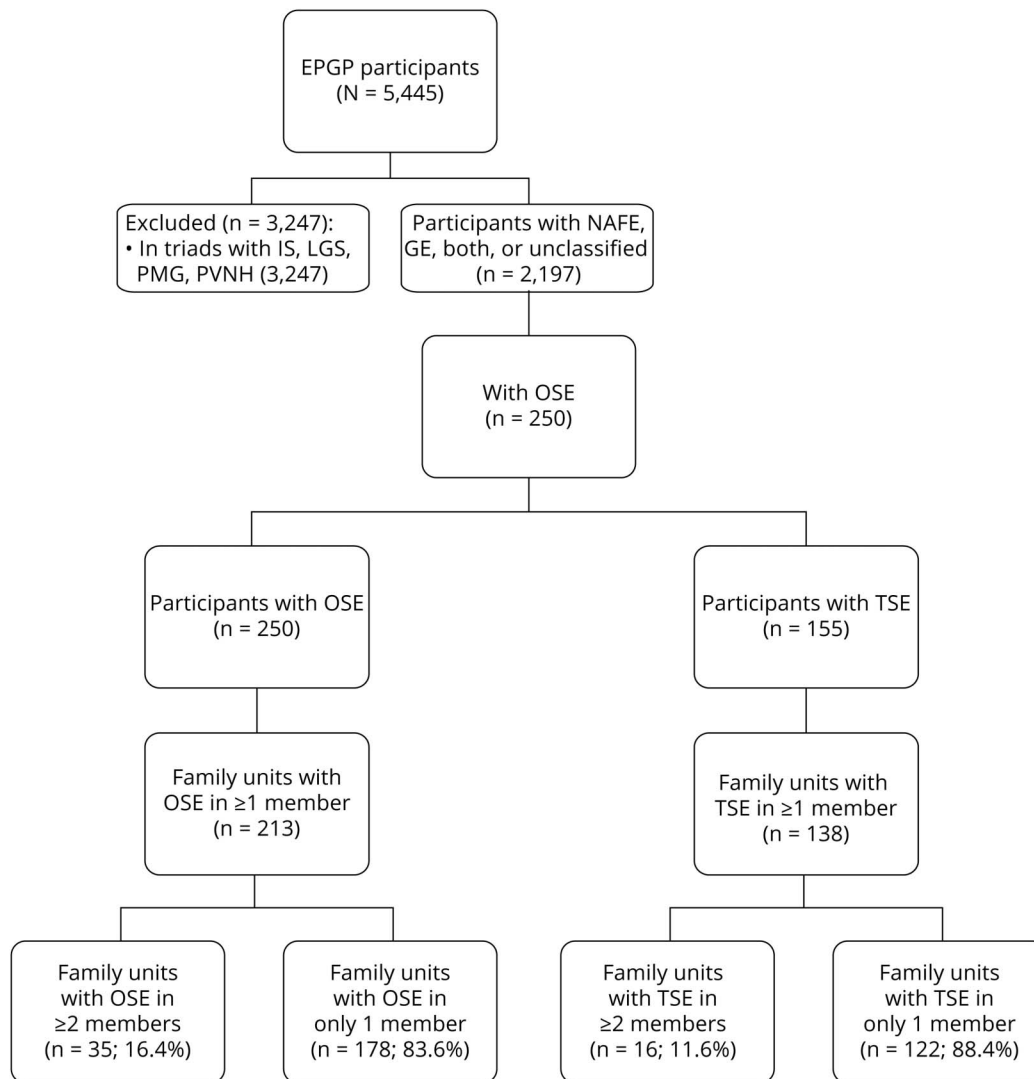 EPGP participants
(N = 5,445)
Excluded (n = 3,247):
• In triads with IS, LGS,
PMG, PVNH (3,247)
Participants with NAFE,
GE, both, or unclassified
(n = 2,197)
With OSE
(n = 250)
Participants with OSE
(n = 250)
Participants with TSE
(n = 155)
Family units with
OSE in ≥1 member
(n = 213)
Family units with
TSE in ≥1 member
(n = 138)
Family units
with OSE in
≥2 members
(n = 35; 16.4%)
Family units
with OSE in
only 1 member
(n = 178; 83.6%)
Family units
with TSE in
≥2 members
(n = 16; 11.6%)
Family units
with TSE in
only 1 member
(n = 122; 88.4%)